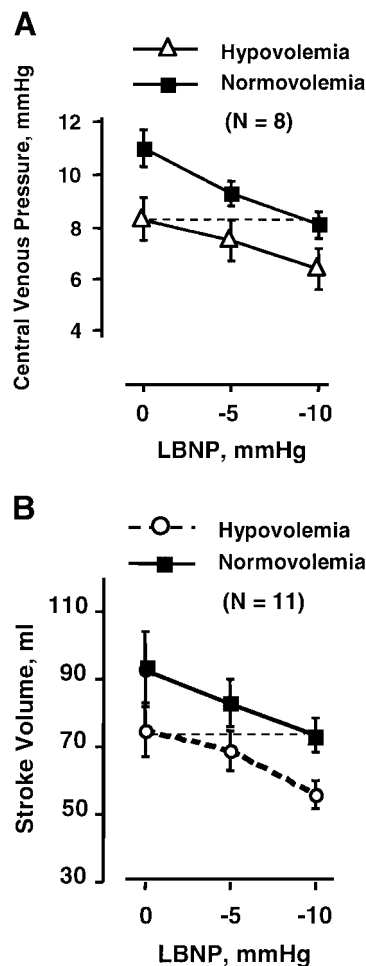 A
Hypovolemia
Normovolemia
(N = 8)
Central Venous Pressure, mmHg
12
10
8
6
4
0 -5 -10
LBNP, mmHg
B
Hypovolemia
Normovolemia
(N = 11)
Stroke Volume, ml
110
90
70
50
30
0 -5 -10
LBNP, mmHg